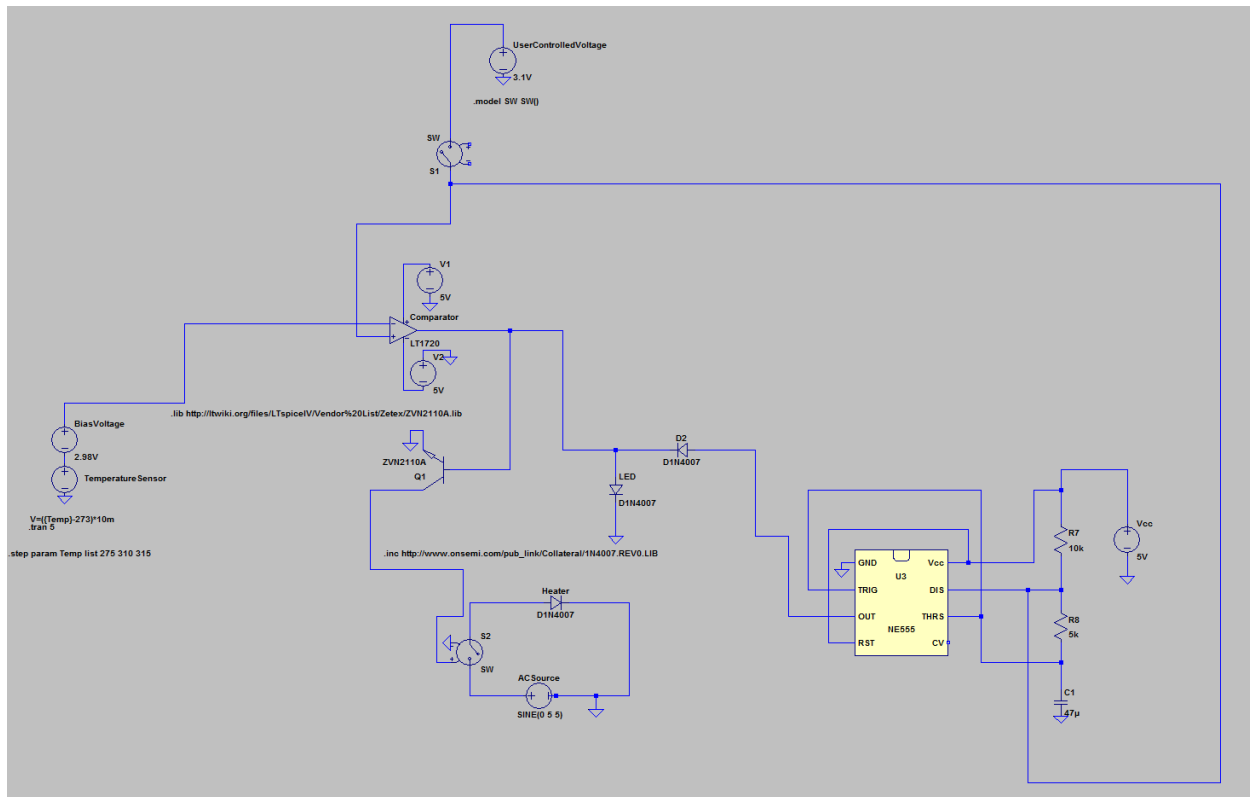 UserControlledVoltage
3.1V
.model SW SW()
SW
S1
V1
5V
Comparator
LT1720
V2
5V
.lib http://ltwiki.org/files/LTspiceIV/Vendor%20List/Zetex/ZVN2110A.lib
BiasVoltage
2.98V
TemperatureSensor
V=({Temp}-273)*10m
.tran 5
.step param Temp list 275 310 315
ZVN2110A
Q1
D2
D1N4007
LED
D1N4007
.inc http://www.onsemi.com/pub_link/Collateral/1N4007.REV0.LIB
Heater
D1N4007
S2
SW
ACSource
SINE(0 5 5)
GND
Vcc
U3
TRIG
DIS
OUT
THRS
NE555
RST
CV
R7
10k
Vcc
5V
R8
5k
C1
47µ